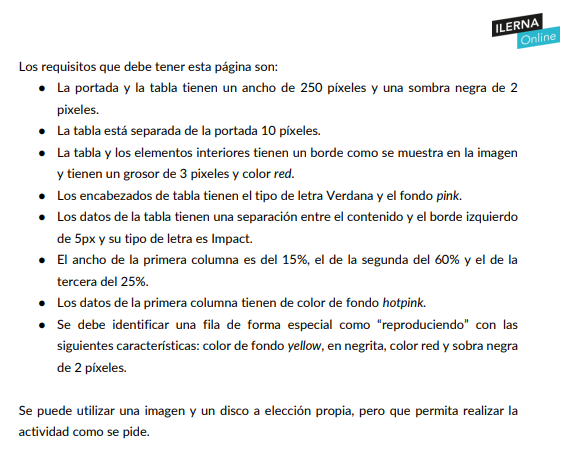 ILERNA
Online
Los requisitos que debe tener esta página son:
● La portada y la tabla tienen un ancho de 250 píxeles y una sombra negra de 2
pixeles.
● La tabla está separada de la portada 10 píxeles.
● La tabla y los elementos interiores tienen un borde como se muestra en la imagen
y tienen un grosor de 3 pixeles y color red.
● Los encabezados de tabla tienen el tipo de letra Verdana y el fondo pink.
● Los datos de la tabla tienen una separación entre el contenido y el borde izquierdo
de 5px y su tipo de letra es Impact.
● El ancho de la primera columna es del 15%, el de la segunda del 60% y el de la
tercera del 25%.
● Los datos de la primera columna tienen de color de fondo hotpink.
● Se debe identificar una fila de forma especial como “reproduciendo” con las
siguientes características: color de fondo yellow, en negrita, color red y sobra negra
de 2 píxeles.
Se puede utilizar una imagen y un disco a elección propia, pero que permita realizar la
actividad como se pide.